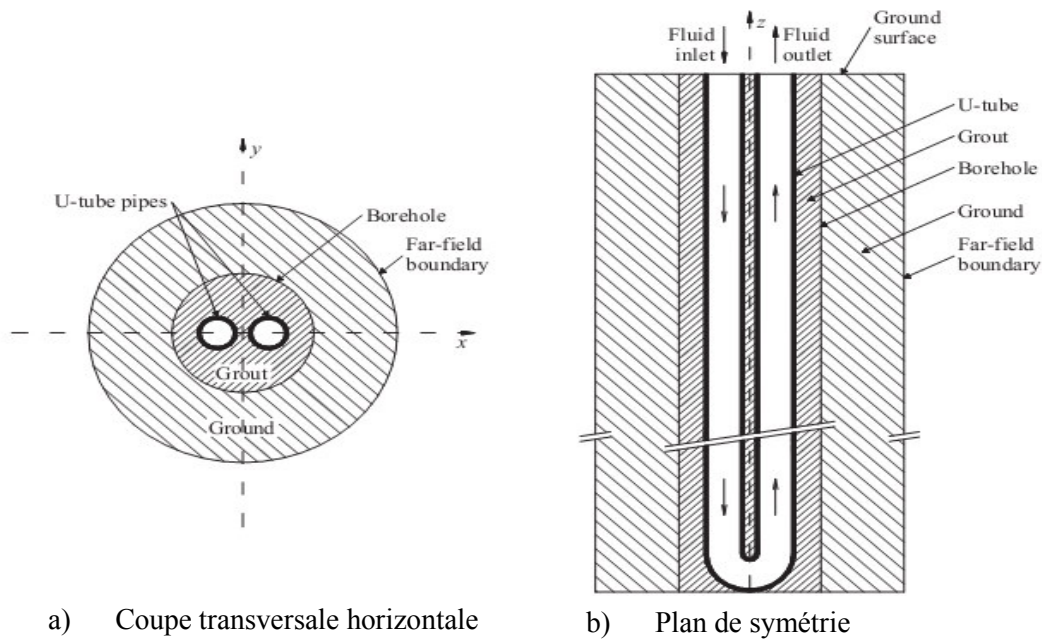 y
U-tube pipes
Borehole
Far-field
boundary
x
Grout
Ground
a) Coupe transversale horizontale
z
Ground
surface
Fluid
inlet
Fluid
outlet
U-tube
Grout
Borehole
Ground
Far-field
boundary
b) Plan de symétrie